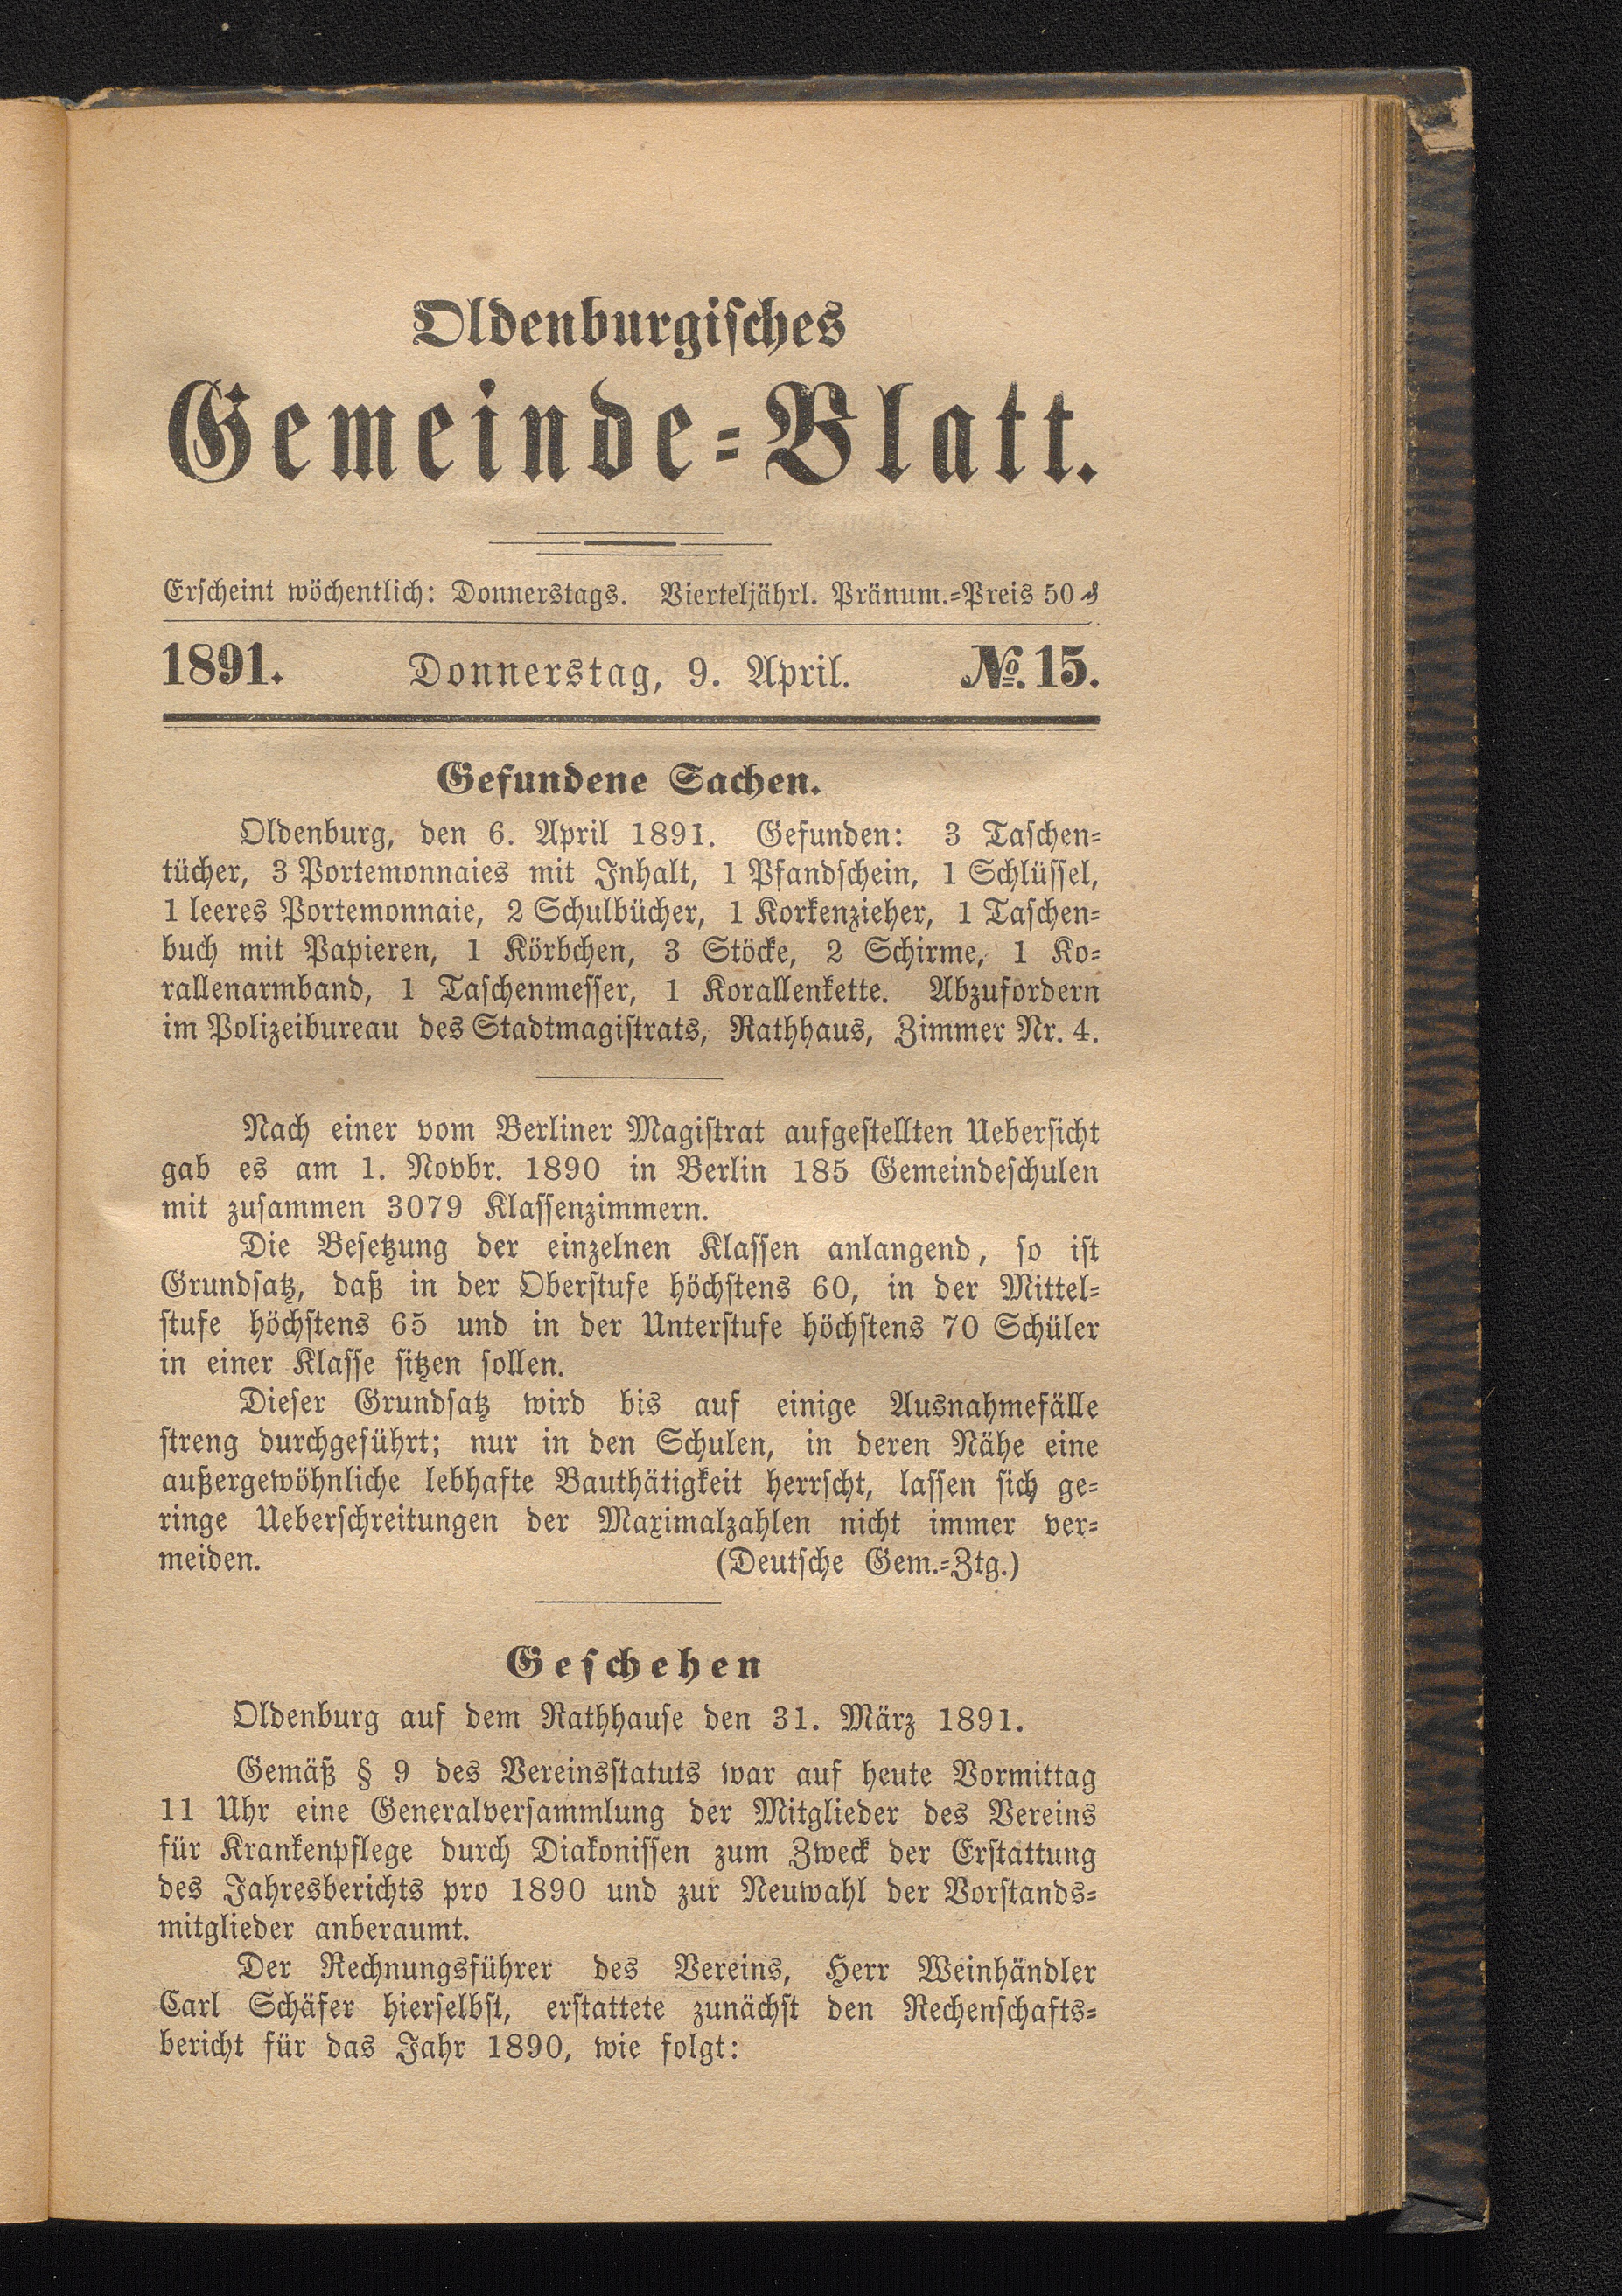 Oldenburgisches
Gemeinde=Blatt.
Erscheint wöchentlich: Donnerstags. Vierteljährl. Pränum.=Preis 50 ₰
1891. Donnerstag, 9. April. №. 15.
Gefundene Sachen.
Oldenburg, den 6. April 1891. Gefunden: 3 Taschen=
tücher, 3 Portemonnaies mit Inhalt, 1 Pfandschein, 1 Schlüssel,
1 leeres Portemonnaie, 2 Schulbücher, 1 Korkenzieher, 1 Taschen=
buch mit Papieren, 1 Körbchen, 3 Stöcke, 2 Schirme, 1 Ko=
rallenarmband, 1 Taschenmesser, 1 Korallenkette. Abzufordern
im Polizeibureau des Stadtmagistrats, Rathhaus, Zimmer Nr. 4.
Nach einer vom Berliner Magistrat aufgestellten Uebersicht
gab es am 1. Novbr. 1890 in Berlin 185 Gemeindeschulen
mit zusammen 3079 Klassenzimmern.
Die Besetzung der einzelnen Klassen anlangend, so ist
Grundsatz, daß in der Oberstufe höchstens 60, in der Mittel=
stufe höchstens 65 und in der Unterstufe höchstens 70 Schüler
in einer Klasse sitzen sollen.
Dieser Grundsatz wird bis auf einige Ausnahmefälle
streng durchgeführt; nur in den Schulen, in deren Nähe eine
außergewöhnliche lebhafte Bauthätigkeit herrscht, lassen sich ge=
ringe Ueberschreitungen der Maximalzahlen nicht immer ver=
meiden. (Deutsche Gem.=Ztg.)
Geschehen
Oldenburg auf dem Rathhause den 31. März 1891.
Gemäß § 9 des Vereinsstatuts war auf heute Vormittag
11 Uhr eine Generalversammlung der Mitglieder des Vereins
für Krankenpflege durch Diakonissen zum Zweck der Erstattung
des Jahresberichts pro 1890 und zur Neuwahl der Vorstands=
mitglieder anberaumt.
Der Rechnungsführer des Vereins, Herr Weinhändler
Carl Schäfer hierselbst, erstattete zunächst den Rechenschafts=
bericht für das Jahr 1890, wie folgt: